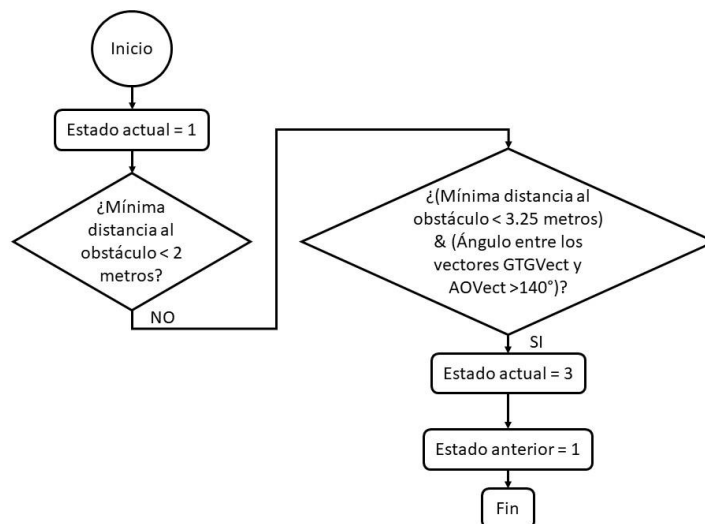 Inicio
Estado actual = 1
¿Mínima
distancia al
obstáculo < 2
metros?
NO
¿(Mínima distancia al
obstáculo < 3.25 metros)
& (Ángulo entre los
vectores GTGVect y
AOVect >140°)?
SI
Estado actual = 3
Estado anterior = 1
Fin